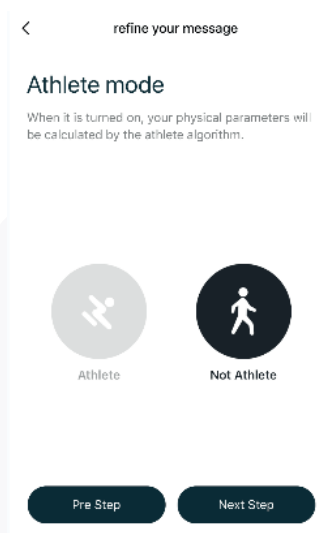 refine your message
Athlete mode
When it is turned on, your physical parameters will
be calculated by the athlete algorithm.
Athlete
Not Athlete
Pre Step
Next Step